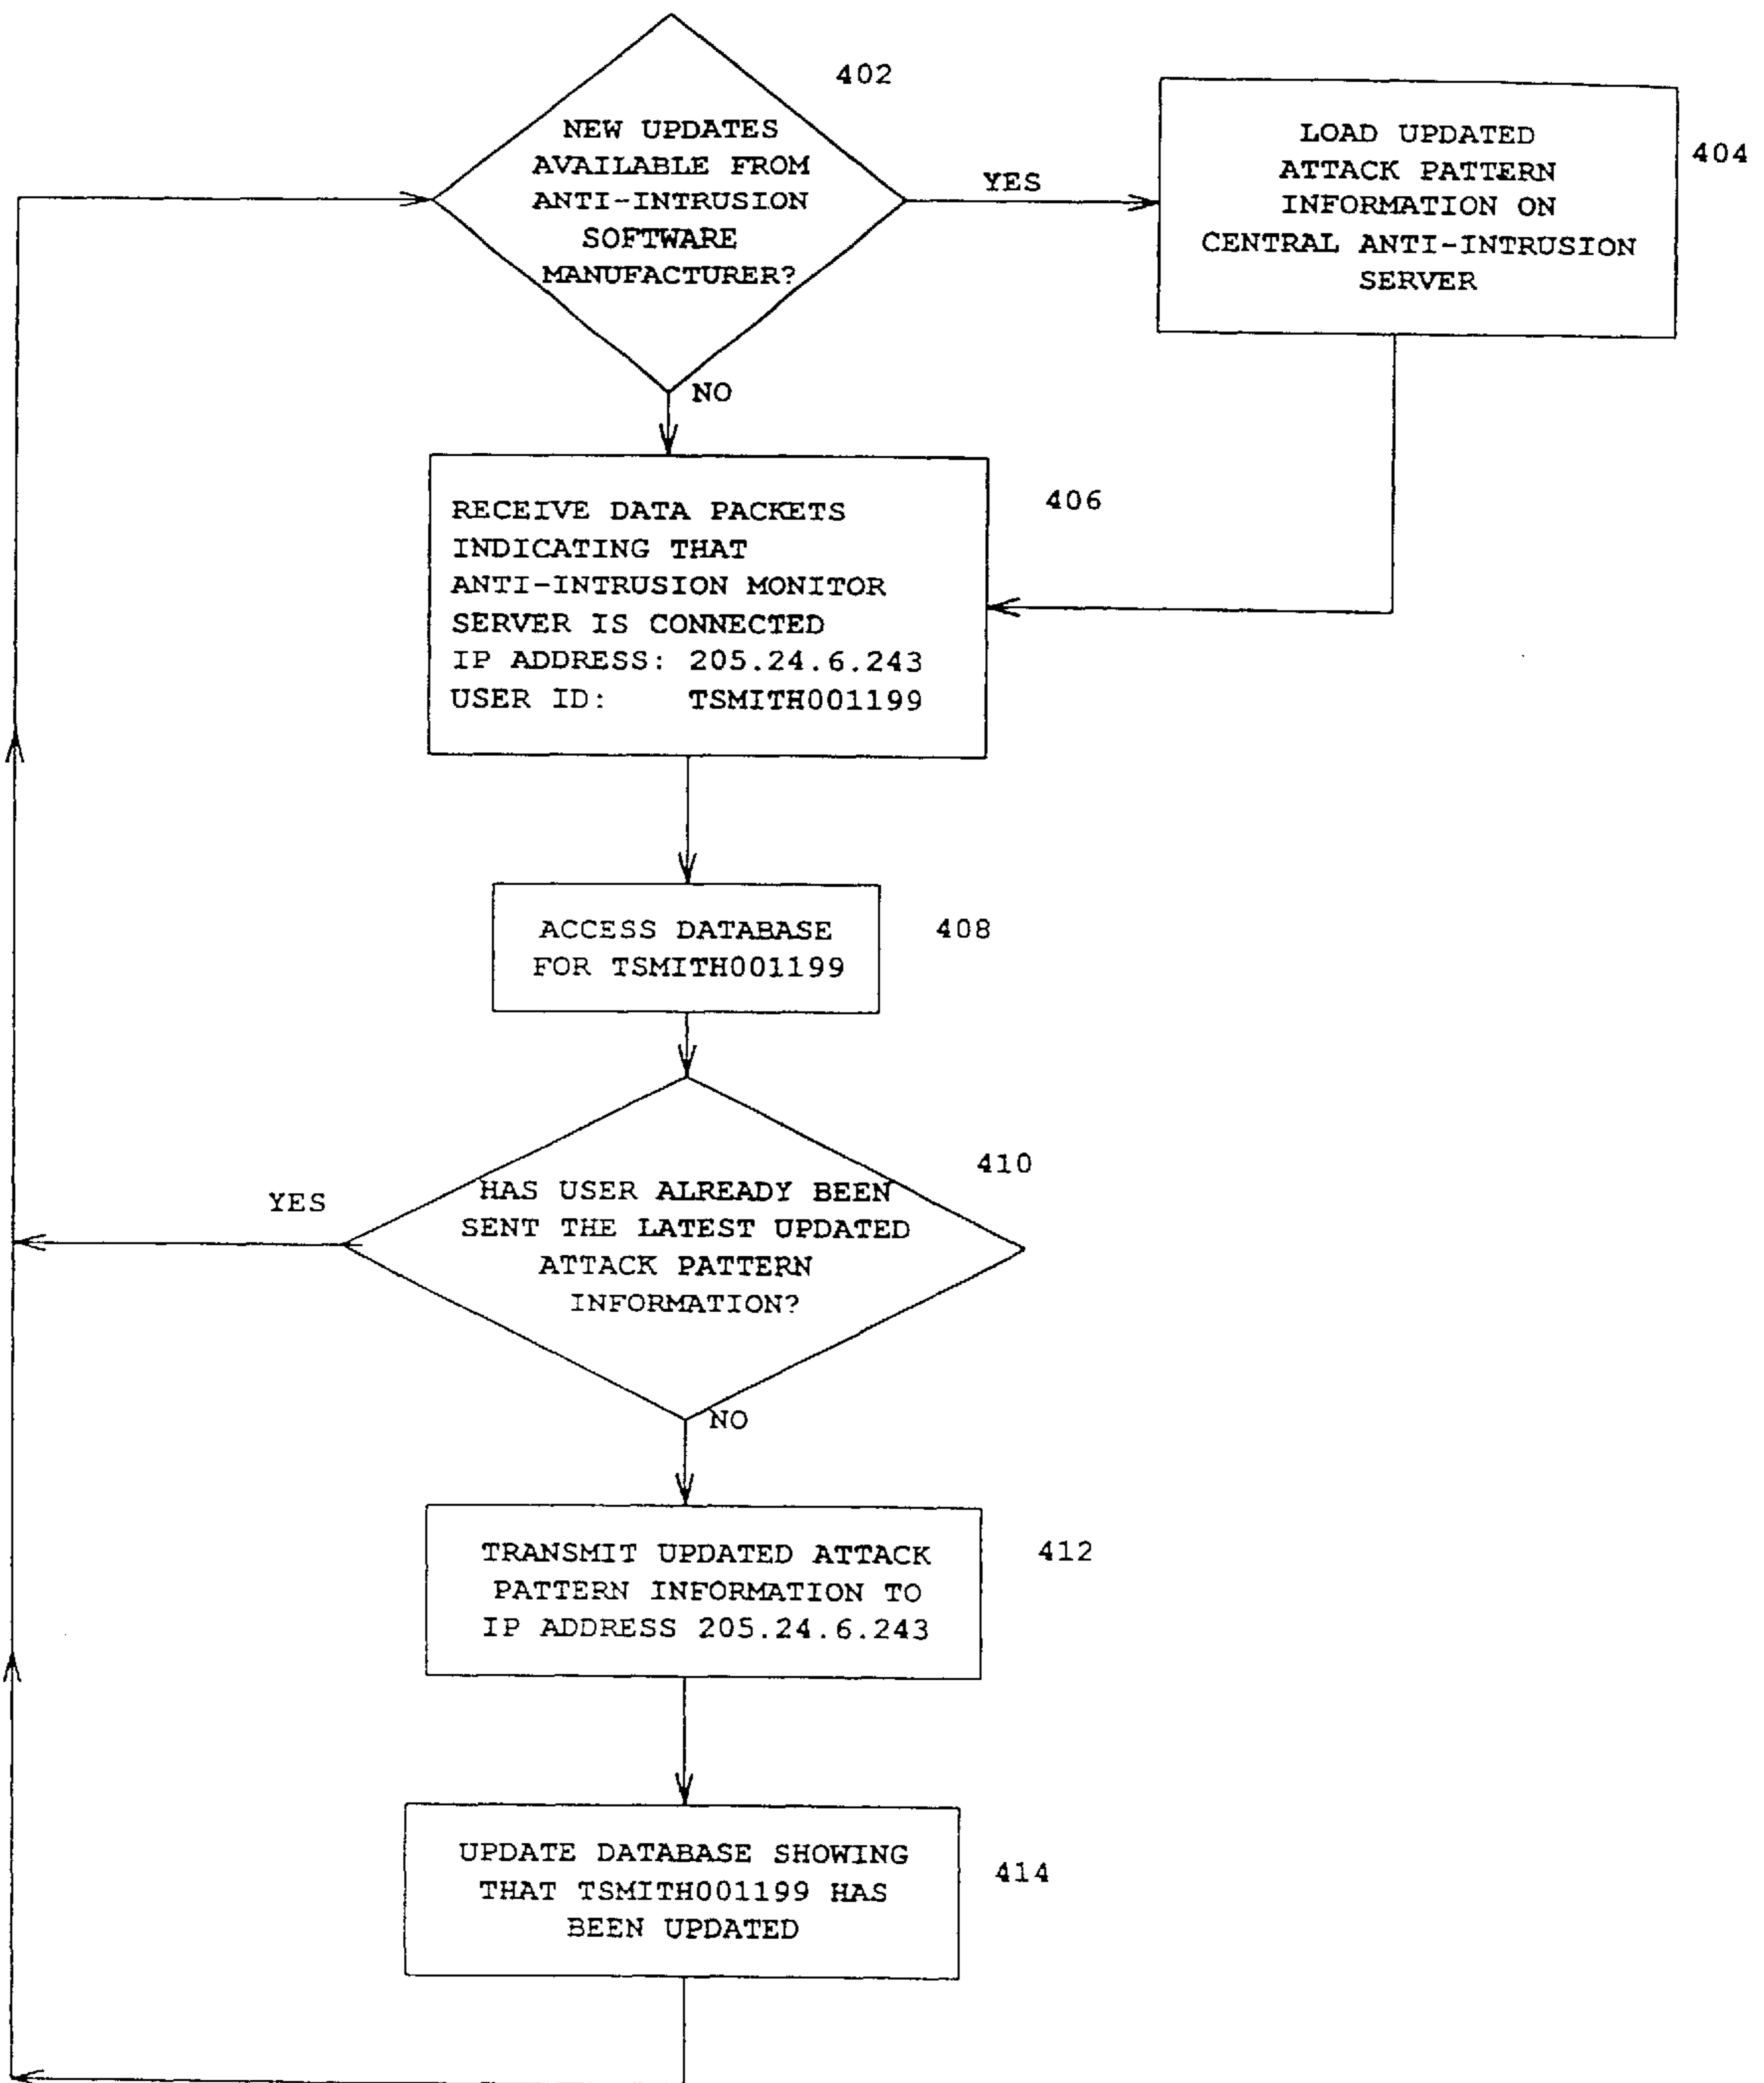 402
NEW UPDATES
AVAILABLE FROM
ANTI-INTRUSION
SOFTWARE
MANUFACTURER?
YES
LOAD UPDATED
ATTACK PATTERN
INFORMATION ON
CENTRAL ANTI-INTRUSION
SERVER
404
NO
RECEIVE DATA PACKETS
INDICATING THAT
ANTI-INTRUSION MONITOR
SERVER IS CONNECTED
IP ADDRESS: 205.24.6.243
USER ID: TSMITH001199
406
ACCESS DATABASE
FOR TSMITH001199
408
410
YES
HAS USER ALREADY BEEN
SENT THE LATEST UPDATED
ATTACK PATTERN
INFORMATION?
NO
TRANSMIT UPDATED ATTACK
PATTERN INFORMATION TO
IP ADDRESS 205.24.6.243
412
UPDATE DATABASE SHOWING
THAT TSMITH001199 HAS
BEEN UPDATED
414